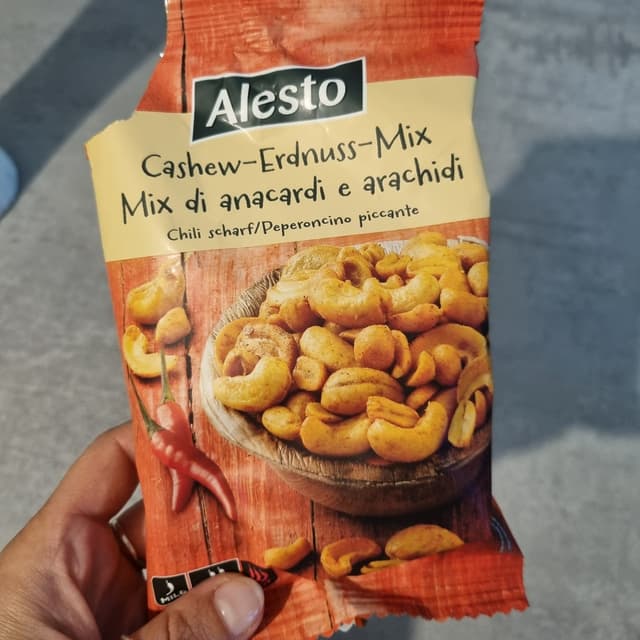 Alesto
Cashew-Erdnuss-Mix
Mix di anacardi e arachidi
Chili scharf/Peperoncino piccante